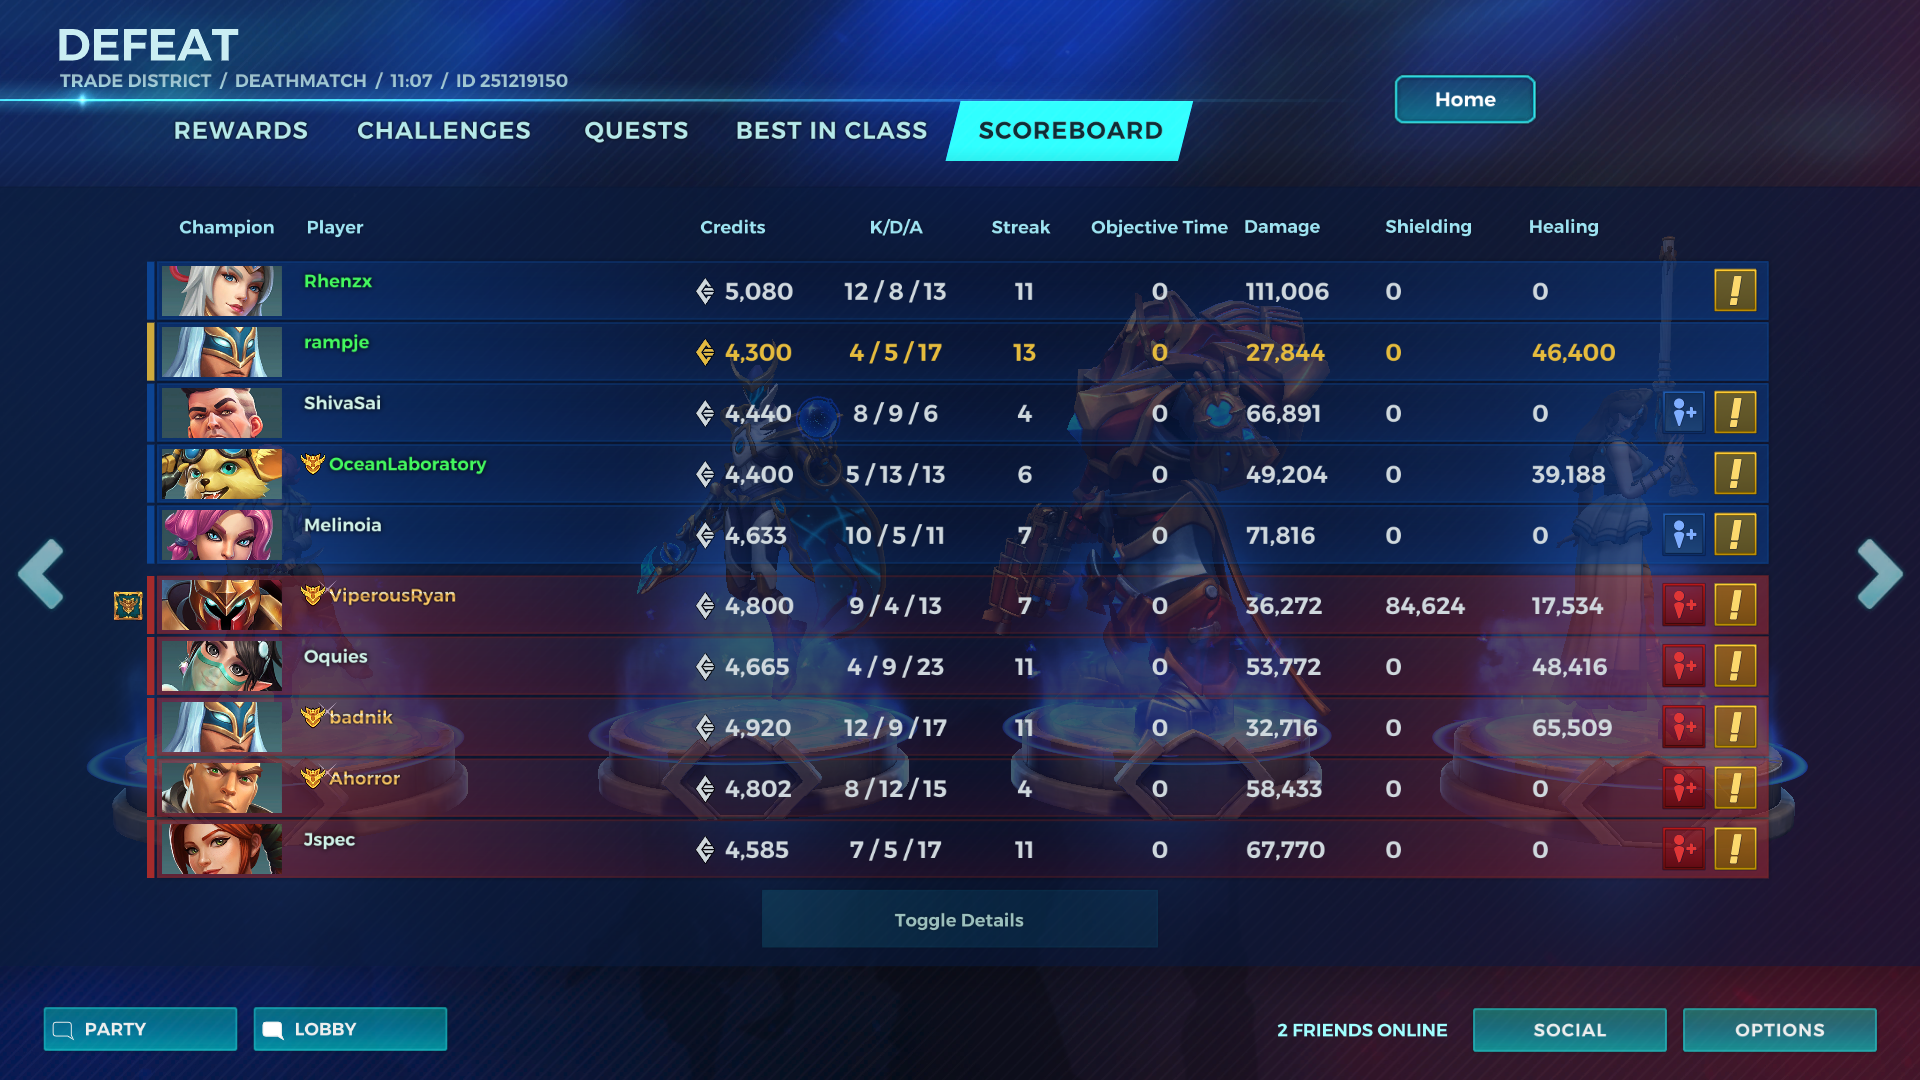 DEFEAT
TRADE DISTRICT / DEATHMATCH / 11:07 / ID 251219150
Home
REWARDS CHALLENGES QUESTS BEST IN CLASS SCOREBOARD
Champion Player Credits K/D/A Streak Objective Time Damage Shielding Healing
Rhenzx 5,080 12 / 8 / 13 11 0 111,006 0 0
rampje 4,300 4 / 5 / 17 13 0 27,844 0 46,400
ShivaSai 4,440 8 / 9 / 6 4 0 66,891 0 0
OceanLaboratory 4,400 5 / 13 / 13 6 0 49,204 0 39,188
Melinoia 4,633 10 / 5 / 11 7 0 71,816 0 0
ViperousRyan 4,800 9 / 4 / 13 7 0 36,272 84,624 17,534
Oquies 4,665 4 / 9 / 23 11 0 53,772 0 48,416
badnik 4,920 12 / 9 / 17 11 0 32,716 0 65,509
Ahorror 4,802 8 / 12 / 15 4 0 58,433 0 0
Jspec 4,585 7 / 5 / 17 11 0 67,770 0 0
Toggle Details
PARTY LOBBY 2 FRIENDS ONLINE SOCIAL OPTIONS